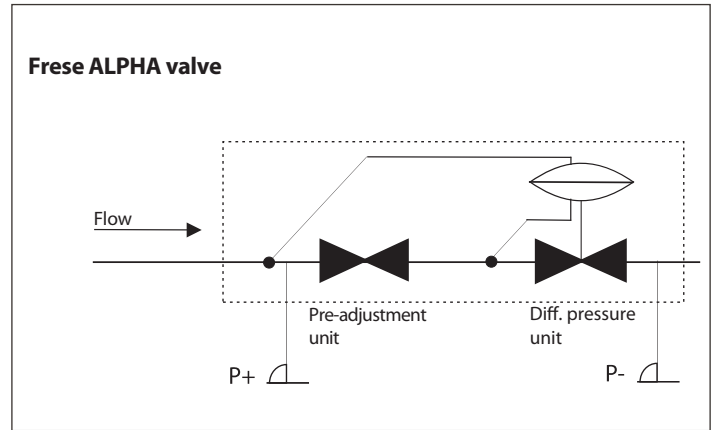 Frese ALPHA valve
Flow
Pre-adjustment
unit
Diff. pressure
unit
P+
P-